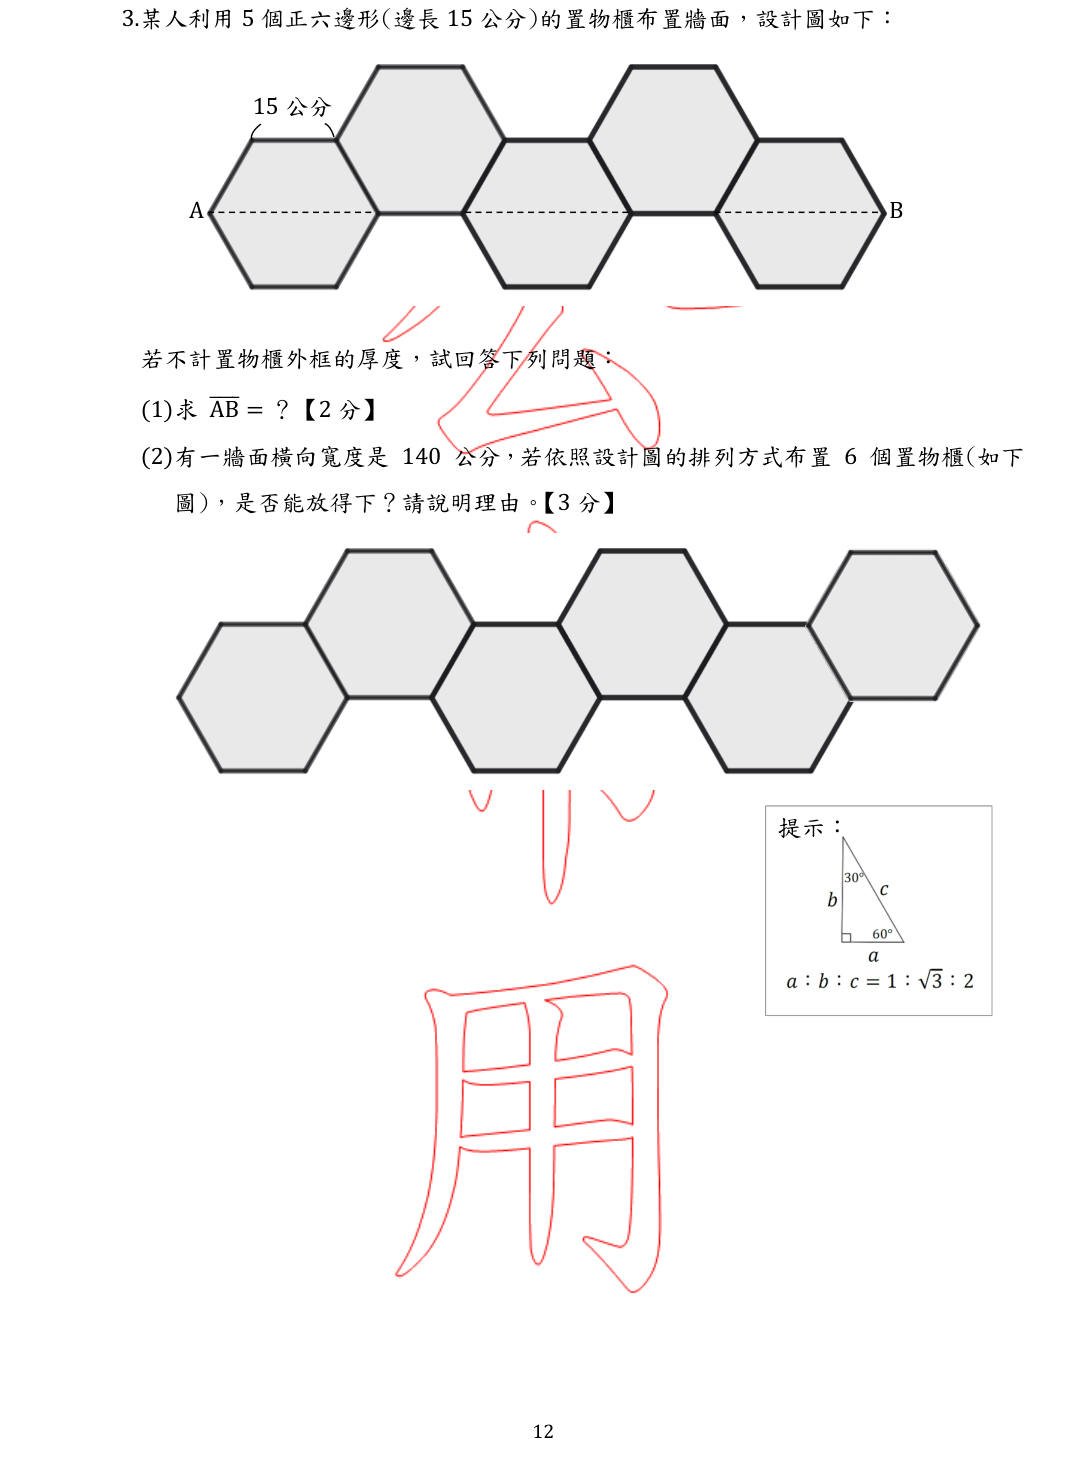 3.某人利用 5 個正六邊形(邊長 15 公分)的置物櫃布置牆面，設計圖如下：
15 公分
A
B
若不計置物櫃外框的厚度，試回答下列問題：
(1)求 A̅B̅ = ？【2 分】
(2)有一牆面橫向寬度是 140 公分，若依照設計圖的排列方式布置 6 個置物櫃(如下
圖)，是否能放得下？請說明理由。【3 分】
提示：
30°
b
c
60°
a
a：b：c = 1：√3：2
用
12